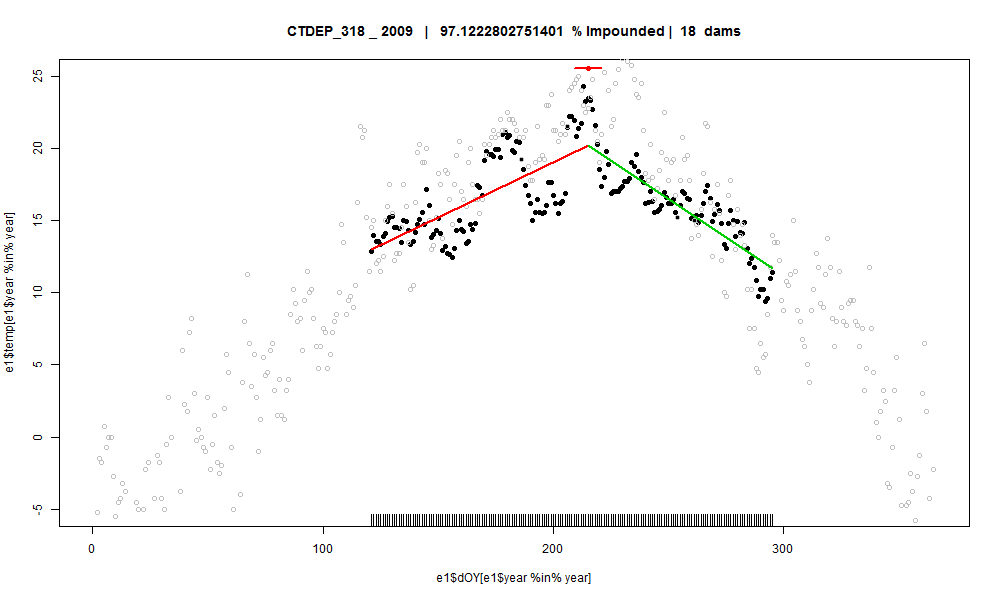 CTDEP_318 _ 2009 | 97.1222802751401 % Impounded | 18 dams
25
20
15
10
5
0
-5
e1$temp[e1$year %in% year]
0 100 200 300
e1$dOY[e1$year %in% year]